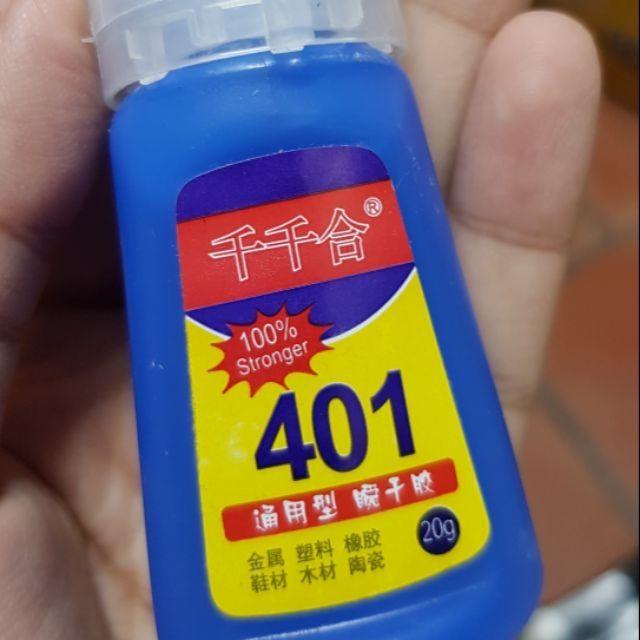 千千合®
100%
Stronger
401
通用型 瞬干胶
20g
金属 塑料 橡胶
鞋材 木材 陶瓷